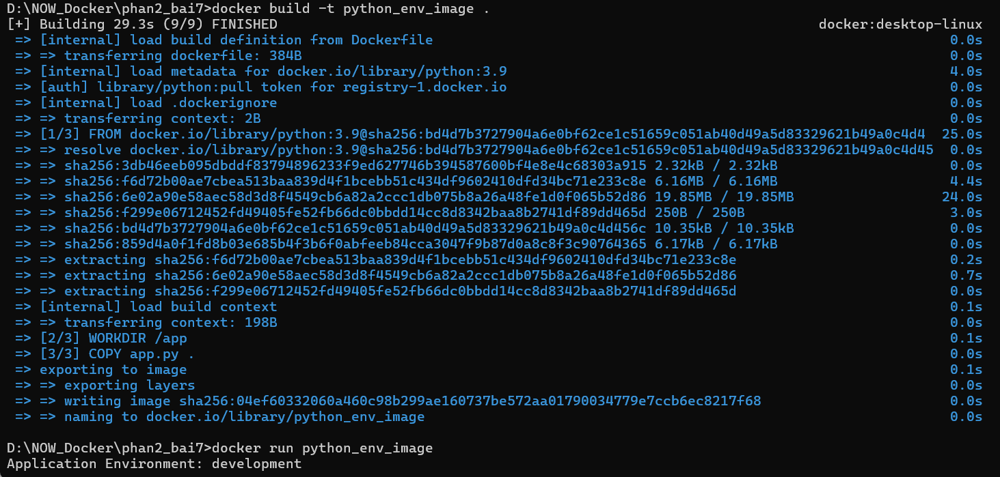 D:\NOW_Docker\phan2_bai7>docker build -t python_env_image .
[+] Building 29.3s (9/9) FINISHED docker:desktop-linux
=> [internal] load build definition from Dockerfile 0.0s
=> => transferring dockerfile: 384B 0.0s
=> [internal] load metadata for docker.io/library/python:3.9 4.0s
=> [auth] library/python:pull token for registry-1.docker.io 0.0s
=> [internal] load .dockerignore 0.0s
=> => transferring context: 2B 0.0s
=> [1/3] FROM docker.io/library/python:3.9@sha256:bd4d7b3727904a6e0bf62ce1c51659c051ab40d49a5d83329621b49a0c4d4 25.0s
=> => resolve docker.io/library/python:3.9@sha256:bd4d7b3727904a6e0bf62ce1c51659c051ab40d49a5d83329621b49a0c4d45 0.0s
=> => sha256:3db46eeb095dbddf83794896233f9ed627746b394587600bf4e8e4c68303a915 2.32kB / 2.32kB 0.0s
=> => sha256:f6d72b00ae7cbea513baa839d4f1bcebb51c434df9602410dfd34bc71e233c8e 6.16MB / 6.16MB 4.4s
=> => sha256:6e02a90e58aec58d3d8f4549cb6a82a2ccc1db075b8a26a48fe1d0f065b52d86 19.85MB / 19.85MB 24.0s
=> => sha256:f299e06712452fd49405fe52fb66dc0bbdd14cc8d8342baa8b2741df89dd465d 250B / 250B 3.0s
=> => sha256:bd4d7b3727904a6e0bf62ce1c51659c051ab40d49a5d83329621b49a0c4d456c 10.35kB / 10.35kB 0.0s
=> => sha256:859d4a0f1fd8b03e685b4f3b6f0abfeeb84cca3047f9b87d0a8c8f3c90764365 6.17kB / 6.17kB 0.0s
=> => extracting sha256:f6d72b00ae7cbea513baa839d4f1bcebb51c434df9602410dfd34bc71e233c8e 0.2s
=> => extracting sha256:6e02a90e58aec58d3d8f4549cb6a82a2ccc1db075b8a26a48fe1d0f065b52d86 0.7s
=> => extracting sha256:f299e06712452fd49405fe52fb66dc0bbdd14cc8d8342baa8b2741df89dd465d 0.0s
=> [internal] load build context 0.1s
=> => transferring context: 198B 0.0s
=> [2/3] WORKDIR /app 0.1s
=> [3/3] COPY app.py . 0.0s
=> exporting to image 0.1s
=> => exporting layers 0.0s
=> => writing image sha256:04ef60332060a460c98b299ae160737be572aa01790034779e7ccb6ec8217f68 0.0s
=> => naming to docker.io/library/python_env_image 0.0s
D:\NOW_Docker\phan2_bai7>docker run python_env_image
Application Environment: development